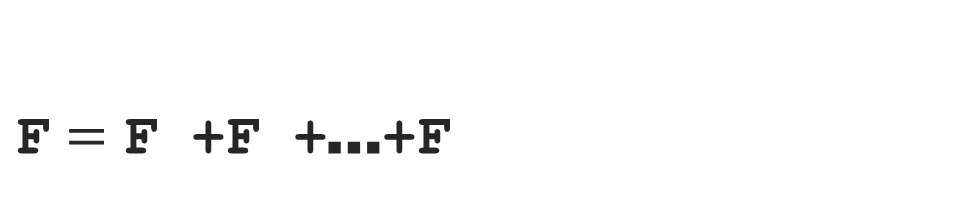 F = F +F +...+F